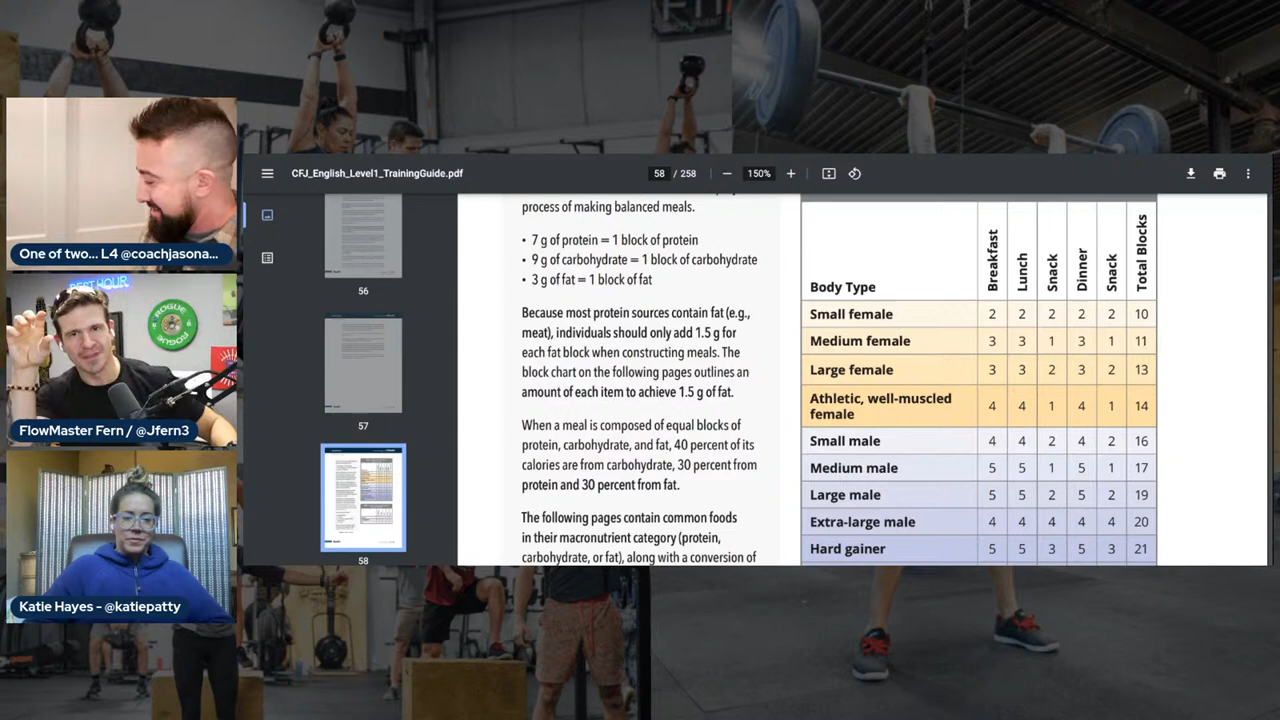 FIT
One of two... L4 @coachjasona...
BEST HOUR
ROGUE
FlowMaster Fern / @Jfern3
Katie Hayes - @katiepatty
CFJ_English_Level1_TrainingGuide.pdf
58 / 258
150%
56
57
58
process of making balanced meals.
• 7 g of protein = 1 block of protein
• 9 g of carbohydrate = 1 block of carbohydrate
• 3 g of fat = 1 block of fat
Because most protein sources contain fat (e.g.,
meat), individuals should only add 1.5 g for
each fat block when constructing meals. The
block chart on the following pages outlines an
amount of each item to achieve 1.5 g of fat.
When a meal is composed of equal blocks of
protein, carbohydrate, and fat, 40 percent of its
calories are from carbohydrate, 30 percent from
protein and 30 percent from fat.
The following pages contain common foods
in their macronutrient category (protein,
carbohydrate, or fat), along with a conversion of
Body Type Breakfast Lunch Snack Dinner Snack Total Blocks
Small female 2 2 2 2 2 10
Medium female 3 3 1 3 1 11
Large female 3 3 2 3 2 13
Athletic, well-muscled
female 4 4 1 4 1 14
Small male 4 4 2 4 2 16
Medium male 5 5 1 5 1 17
Large male 5 5 2 5 2 19
Extra-large male 4 4 4 4 4 20
Hard gainer 5 5 3 5 3 21